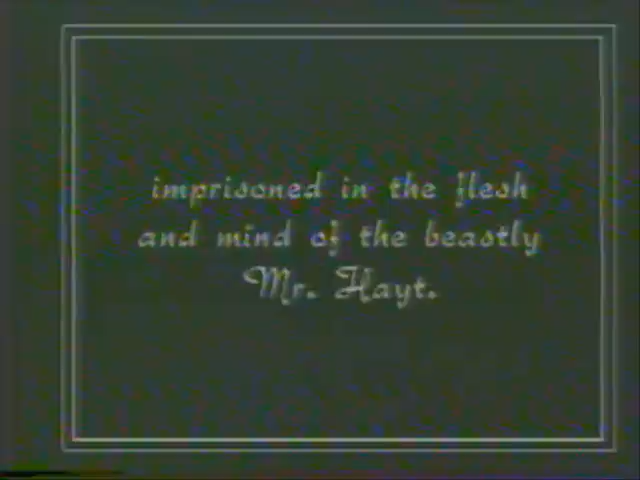 imprisoned in the flesh
and mind of the beastly
Mr. Hayt.